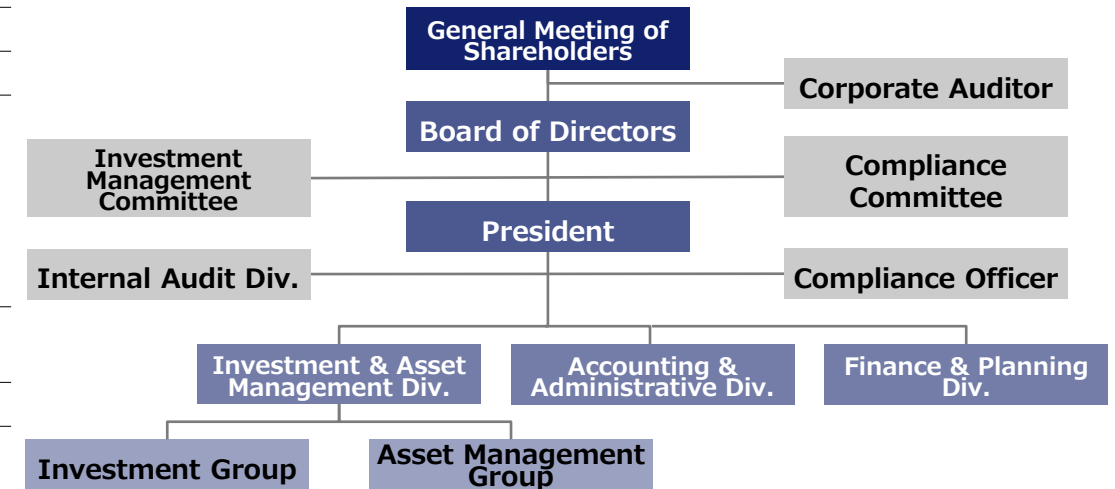 General Meeting of
Shareholders
Corporate Auditor
Board of Directors
Investment
Management
Committee
Compliance
Committee
President
Internal Audit Div.
Compliance Officer
Investment & Asset
Management Div.
Accounting &
Administrative Div.
Finance & Planning
Div.
Investment Group
Asset Management
Group